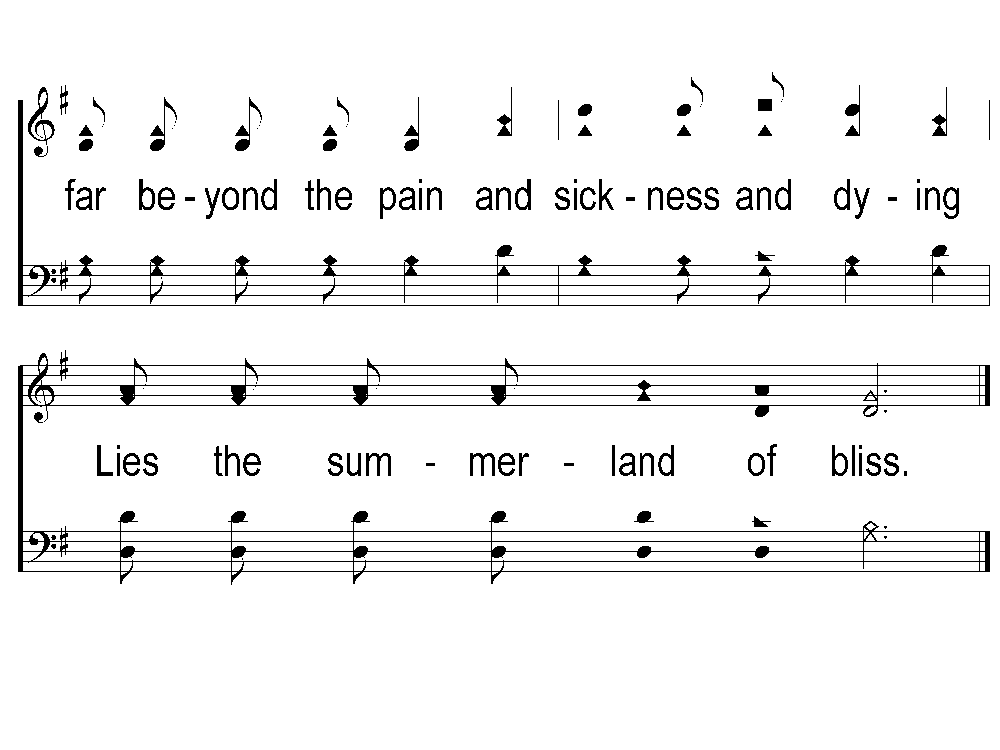 far be - yond the pain and sick - ness and dy - ing
Lies the sum - mer - land of bliss.